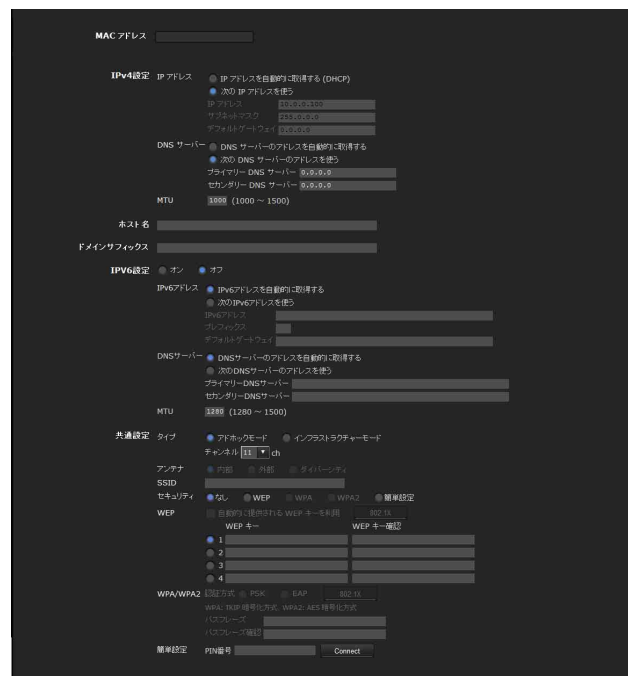 MAC アドレス
IPv4設定 IP アドレス IP アドレスを自動的に取得する (DHCP)
次の IP アドレスを使う
IP アドレス 10.0.0.100
サブネットマスク 255.0.0.0
デフォルトゲートウェイ 0.0.0.0
DNS サーバー DNS サーバーのアドレスを自動的に取得する
次の DNS サーバーのアドレスを使う
プライマリー DNS サーバー 0.0.0.0
セカンダリー DNS サーバー 0.0.0.0
MTU 1000 (1000 ~ 1500)
ホスト名
ドメインサフィックス
IPV6設定 オン オフ
IPv6アドレス IPv6アドレスを自動的に取得する
次のIPv6アドレスを使う
IPv6アドレス
プレフィックス
デフォルトゲートウェイ
DNSサーバー DNSサーバーのアドレスを自動的に取得する
次のDNSサーバーのアドレスを使う
プライマリーDNSサーバー
セカンダリーDNSサーバー
MTU 1280 (1280 ~ 1500)
共通設定 タイプ アドホックモード インフラストラクチャーモード
チャンネル 11 ch
アンテナ 内部 外部 ダイバーシティ
SSID
セキュリティ なし WEP WPA WPA2 簡単設定
WEP 自動的に提供される WEP キーを利用 802.1X
WEP キー WEP キー確認
1
2
3
4
WPA/WPA2 認証方式 PSK EAP 802.1X
WPA: TKIP 暗号化方式 WPA2: AES 暗号化方式
パスフレーズ
パスフレーズ確認
簡単設定 PIN番号 Connect